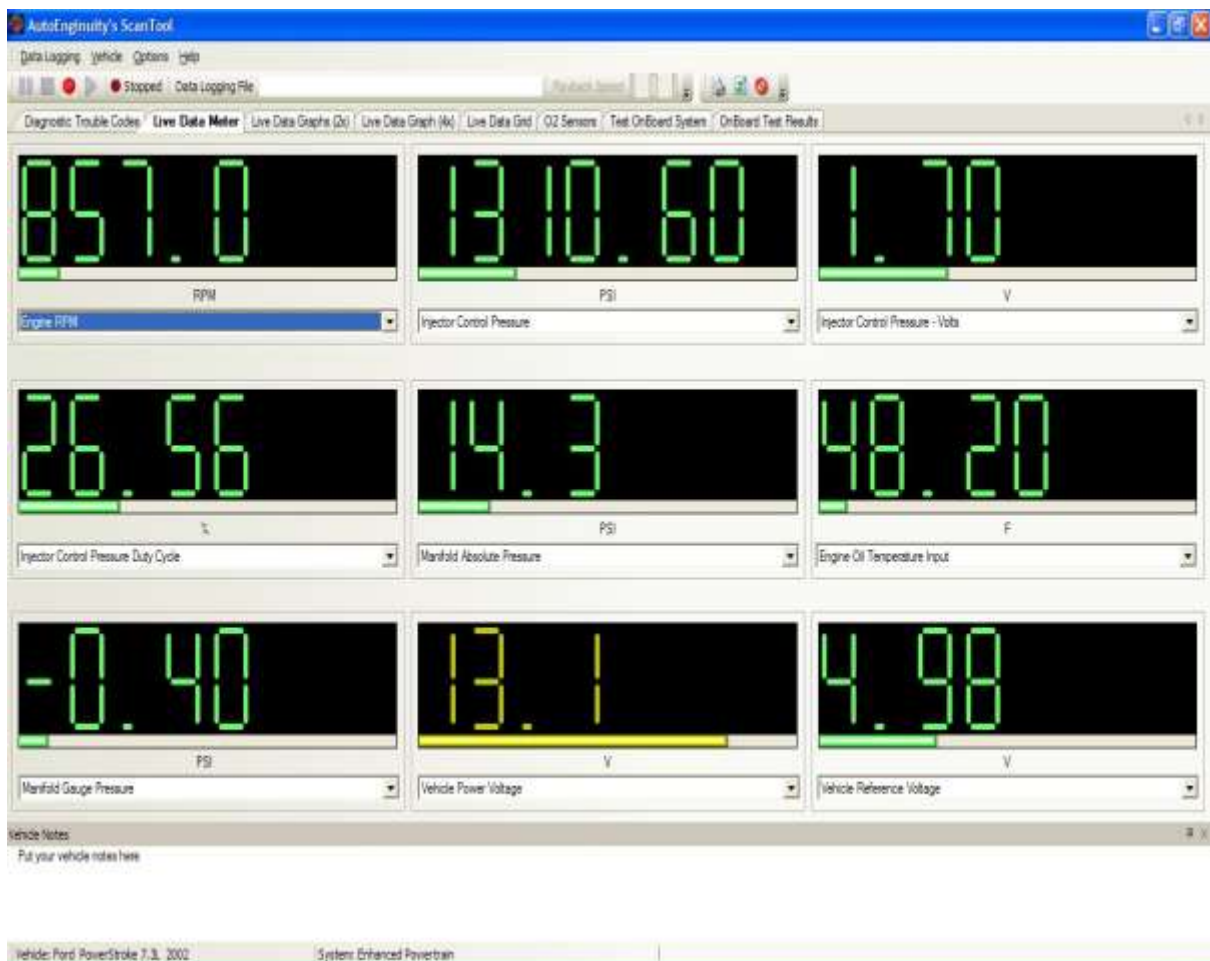 AutoEnginuity's ScanTool
Data Logging Vehicle Options Help
Stopped Data Logging File
Diagnostic Trouble Codes Live Data Meter Live Data Graphs (2x) Live Data Graph (4x) Live Data Grid O2 Sensors Test OnBoard System OnBoard Test Results
857.0 1310.60 1.70
RPM PSI V
Engine RPM Injector Control Pressure Injector Control Pressure - Volts
26.56 14.3 48.20
% PSI F
Injector Control Pressure Duty Cycle Manifold Absolute Pressure Engine Oil Temperature Input
-0.40 13.1 4.98
PSI V V
Manifold Gauge Pressure Vehicle Power Voltage Vehicle Reference Voltage
Vehicle Notes
Put your vehicle notes here
Vehicle: Ford PowerStroke 7.3L 2002 System: Enhanced Powertrain